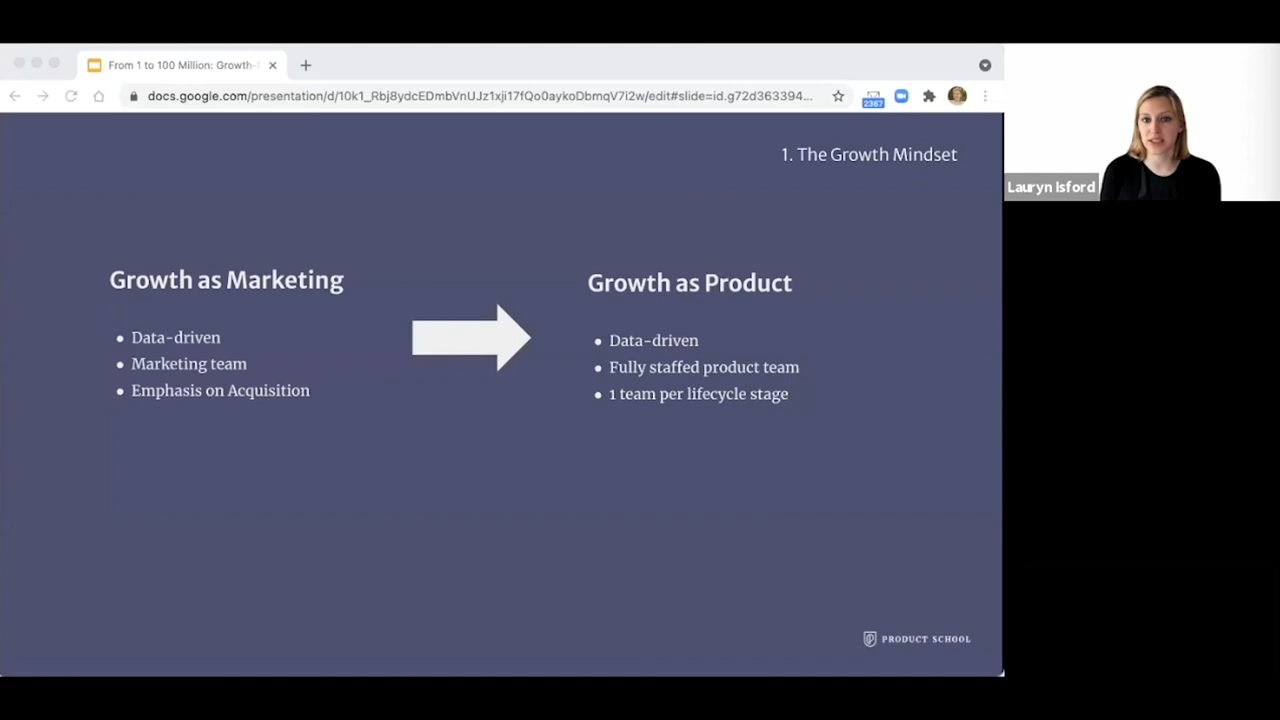 From 1 to 100 Million: Growth-
docs.google.com/presentation/d/10k1_Rbj8ydcEDmbVnUJz1xji17fQo0aykoDbmqV7i2w/edit#slide=id.g72d363394...
2367
1. The Growth Mindset
Lauryn Isford
Growth as Marketing
• Data-driven
• Marketing team
• Emphasis on Acquisition
Growth as Product
• Data-driven
• Fully staffed product team
• 1 team per lifecycle stage
PRODUCT SCHOOL